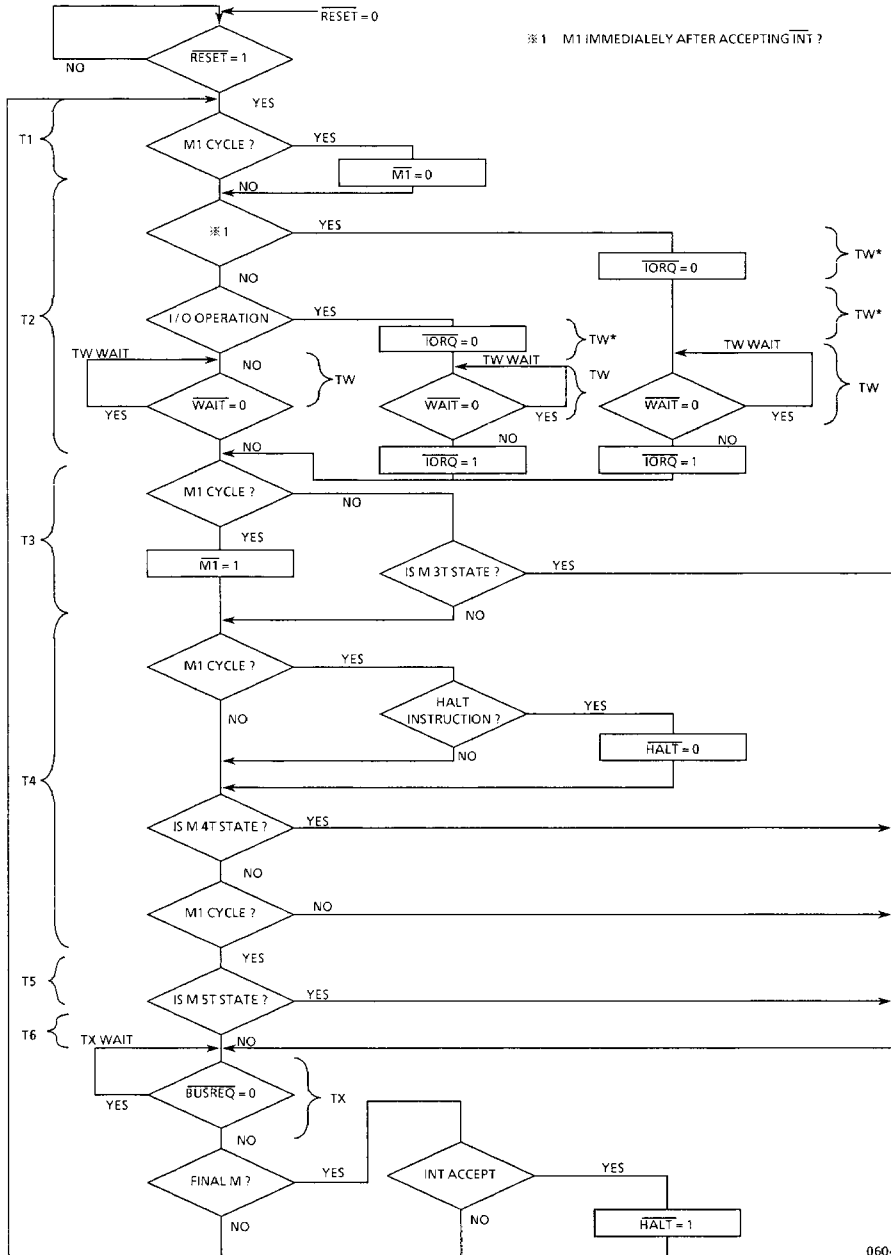 RESET = 0
※1 M1 IMMEDIALELY AFTER ACCEPTING INT ?
RESET = 1
NO
YES
T1
M1 CYCLE ?
YES
M1 = 0
NO
※1
YES
IORQ = 0
TW*
NO
T2
I / O OPERATION
YES
IORQ = 0
TW*
TW*
TW WAIT
NO
TW
WAIT = 0
YES
TW WAIT
TW
WAIT = 0
YES
TW WAIT
TW
WAIT = 0
YES
NO
NO
NO
IORQ = 1
IORQ = 1
M1 CYCLE ?
NO
T3
YES
M1 = 1
IS M 3T STATE ?
YES
NO
M1 CYCLE ?
YES
HALT
INSTRUCTION ?
YES
NO
NO
HALT = 0
T4
IS M 4T STATE ?
YES
NO
M1 CYCLE ?
NO
YES
T5
IS M 5T STATE ?
YES
T6
TX WAIT
NO
BUSREQ = 0
YES
TX
NO
FINAL M ?
YES
INT ACCEPT
YES
NO
NO
HALT = 1
060